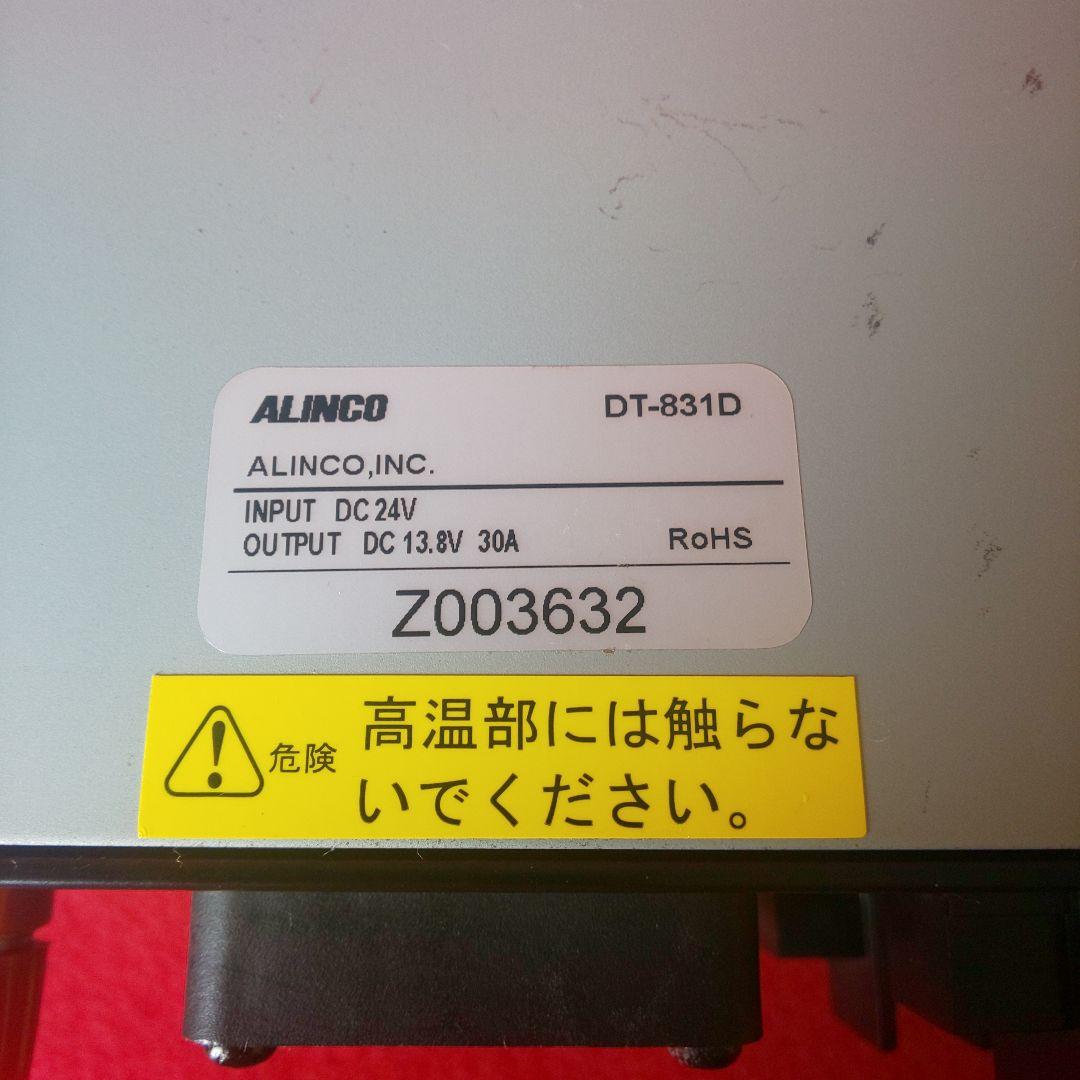 ALINCO DT-831D
ALINCO,INC.
INPUT DC 24V
OUTPUT DC 13.8V 30A RoHS
Z003632
危険
高温部には触らな
いでください。